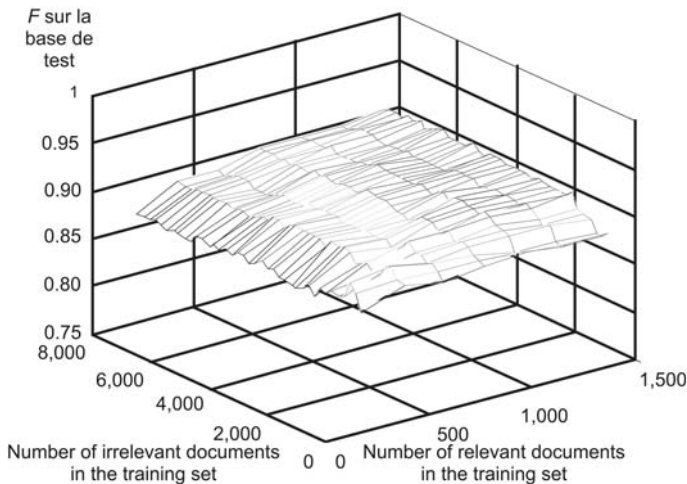 F sur la
base de
test
1
0.95
0.90
0.85
0.80
0.75
8,000
6,000
4,000
2,000
0
0
500
1,000
1,500
Number of irrelevant documents
in the training set
Number of relevant documents
in the training set